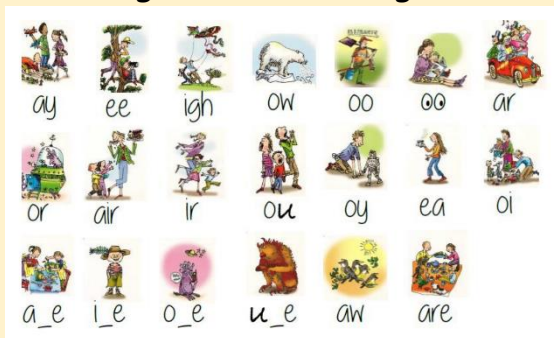 ay ee igh ow oo oo ar
or air ir ou oy ea oi
a_e i_e o_e u_e aw are